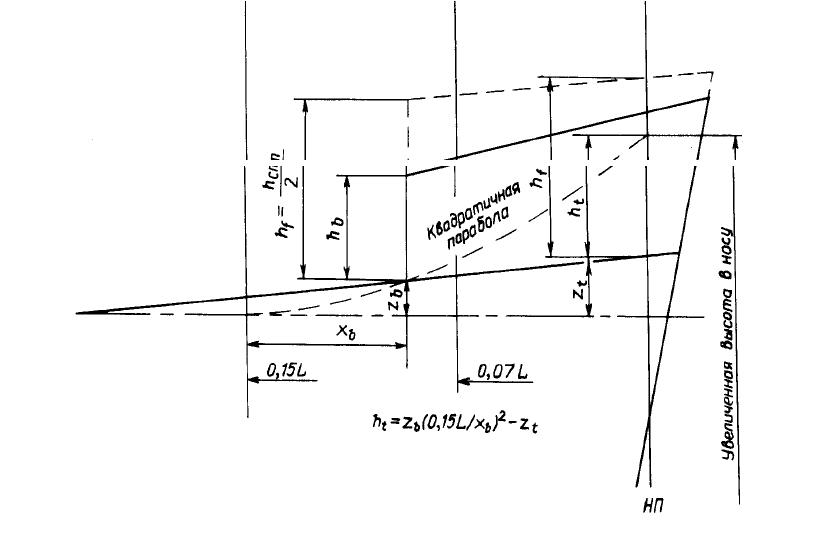 h_f = h_сл п / 2
h_b
Квадратичная
парабола
h_f
h_t
z_b
z_t
x_b
0,15L
0,07L
h_t = z_b(0,15L/x_b)² − z_t
Увеличенная высота в носу
НП